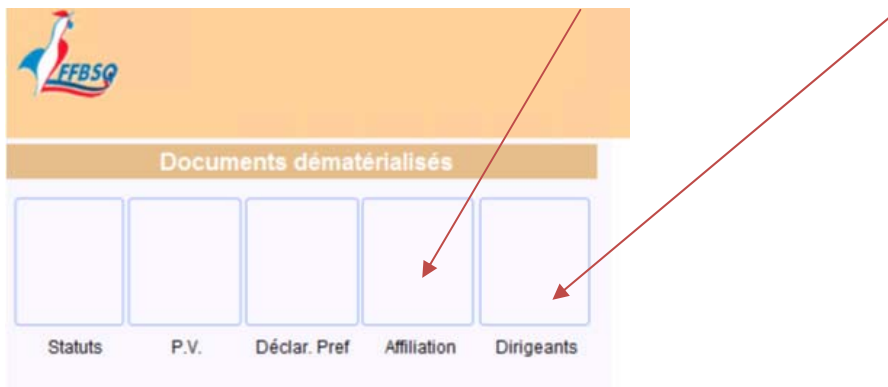 FFBSQ
Documents dématérialisés
Statuts P.V. Déclar. Pref Affiliation Dirigeants